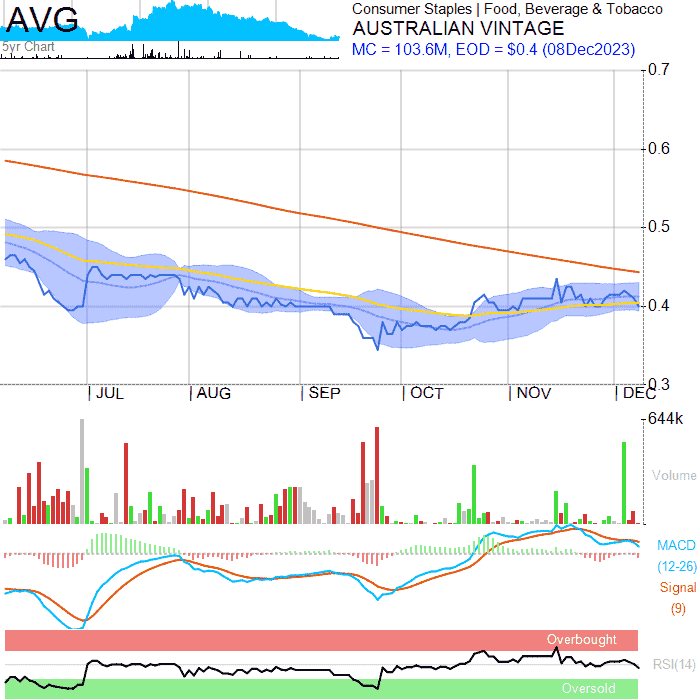 AVG
5yr Chart
Consumer Staples | Food, Beverage & Tobacco
AUSTRALIAN VINTAGE
MC = 103.6M, EOD = $0.4 (08Dec2023)
0.7
0.6
0.5
0.4
0.3
JUL
AUG
SEP
OCT
NOV
DEC
644k
Volume
MACD
(12-26)
Signal
(9)
Overbought
RSI(14)
Oversold